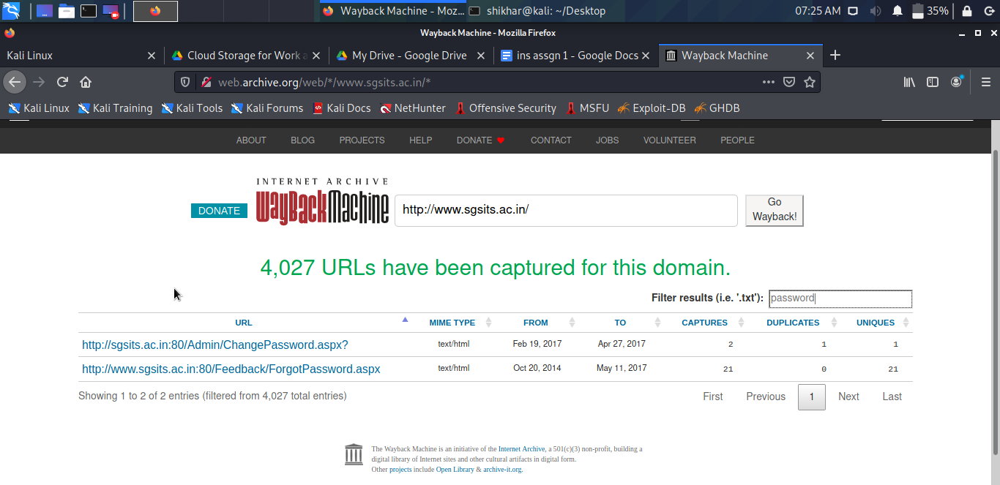 Wayback Machine - Moz... shikhar@kali: ~/Desktop 07:25 AM 35%
Wayback Machine - Mozilla Firefox
Kali Linux Cloud Storage for Work a My Drive - Google Drive ins assgn 1 - Google Docs Wayback Machine
web.archive.org/web/*/www.sgsits.ac.in/*
Kali Linux Kali Training Kali Tools Kali Forums Kali Docs NetHunter Offensive Security MSFU Exploit-DB GHDB
ABOUT BLOG PROJECTS HELP DONATE CONTACT JOBS VOLUNTEER PEOPLE
INTERNET ARCHIVE
DONATE WayBackMachine http://www.sgsits.ac.in/ Go
Wayback!
4,027 URLs have been captured for this domain.
Filter results (i.e. '.txt'): password
URL MIME TYPE FROM TO CAPTURES DUPLICATES UNIQUES
http://sgsits.ac.in:80/Admin/ChangePassword.aspx? text/html Feb 19, 2017 Apr 27, 2017 2 1 1
http://www.sgsits.ac.in:80/Feedback/ForgotPassword.aspx text/html Oct 20, 2014 May 11, 2017 21 0 21
Showing 1 to 2 of 2 entries (filtered from 4,027 total entries) First Previous 1 Next Last
The Wayback Machine is an initiative of the Internet Archive, a 501(c)(3) non-profit, building a
digital library of Internet sites and other cultural artifacts in digital form.
Other projects include Open Library & archive-it.org.